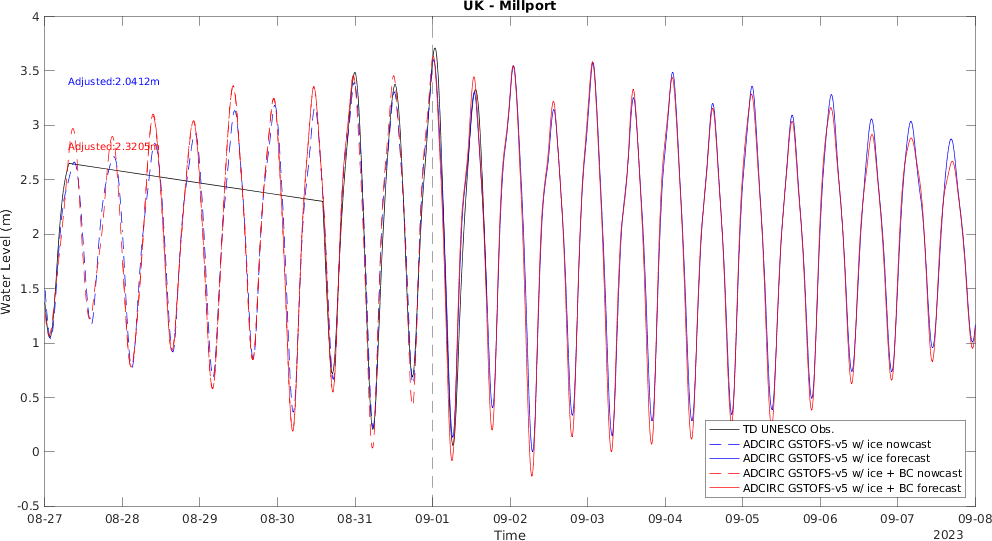 UK - Millport
4
3.5
3
2.5
2
1.5
1
0.5
0
-0.5
Water Level (m)
Adjusted:2.0412m
Adjusted:2.3205m
TD UNESCO Obs.
ADCIRC GSTOFS-v5 w/ ice nowcast
ADCIRC GSTOFS-v5 w/ ice forecast
ADCIRC GSTOFS-v5 w/ ice + BC nowcast
ADCIRC GSTOFS-v5 w/ ice + BC forecast
08-27 08-28 08-29 08-30 08-31 09-01 09-02 09-03 09-04 09-05 09-06 09-07 09-08
Time
2023